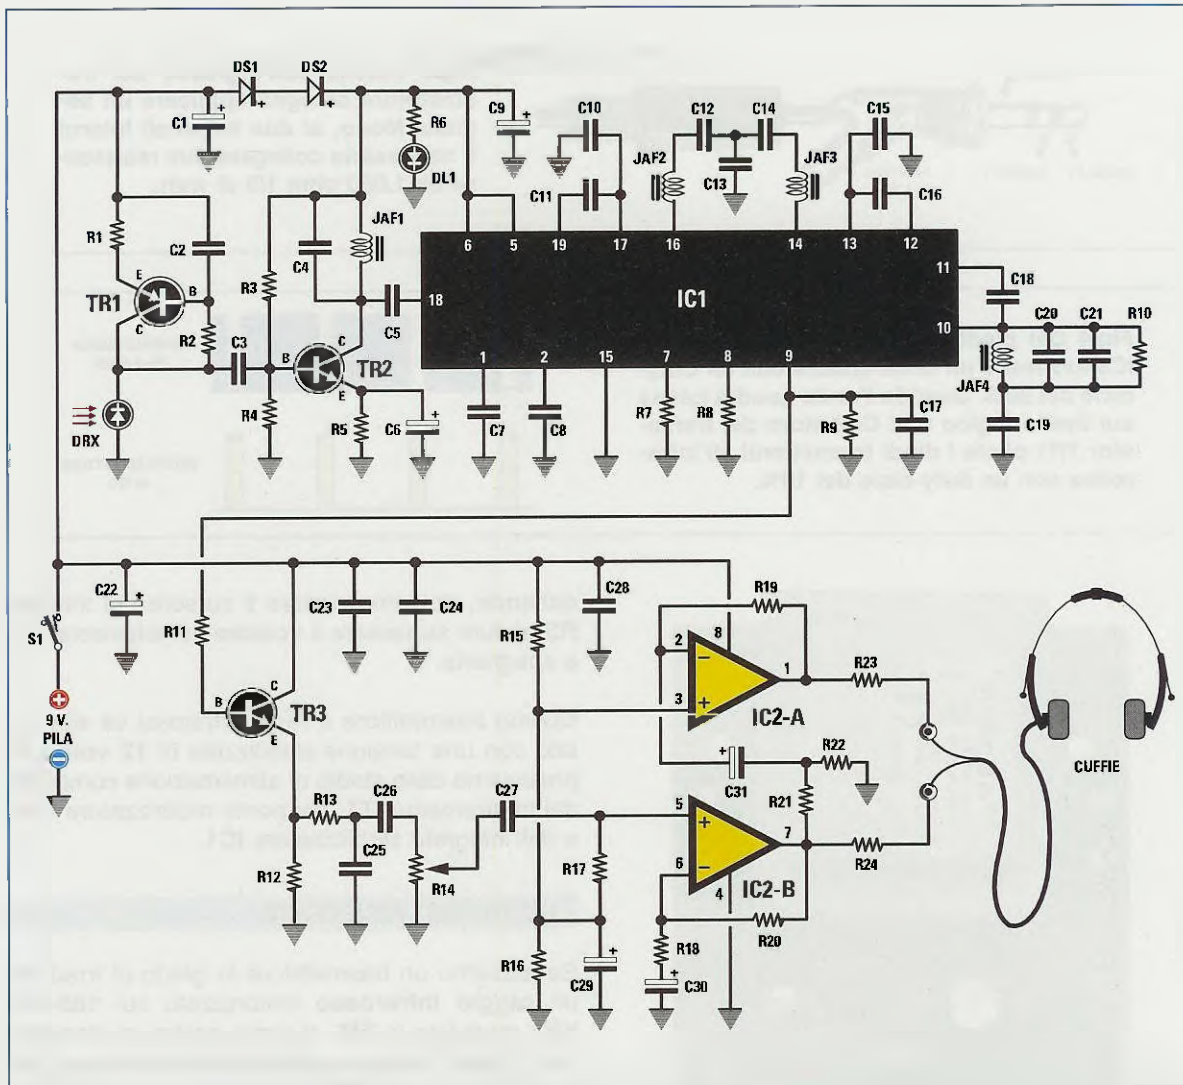 DS1 DS2
C1
R6
C9
DL1
C10
C11
C12 C14
JAF2 C13 JAF3
C15
C16
R1
C2
R3
C4
JAF1
6 5 19 17 16 14 13 12
E
B
C
TR1
R2
C3
C5
18
IC1
11
10
C18
C20 C21 R10
JAF4
C19
B
C
E
TR2
1 2 15 7 8 9
DRX
R4
R5
C6
C7
C8
R7
R8
R9
C17
S1
C22
R11
C23
C24
R15
C28
R19
8
2
3
1
IC2-A
R23
9 V.
PILA
B
C
E
TR3
C31
R22
R21
CUFFIE
R13
C26
C27
5
6
7
4
IC2-B
R24
R12
C25
R14
R17
R20
R16
C29
R18
C30